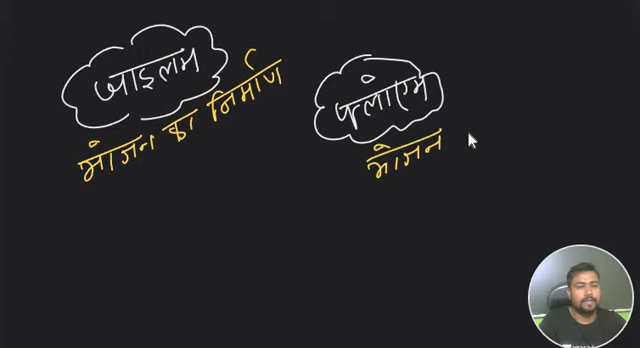 जाइलम
भोजन का निर्माण
फ्लोएम
भोजन